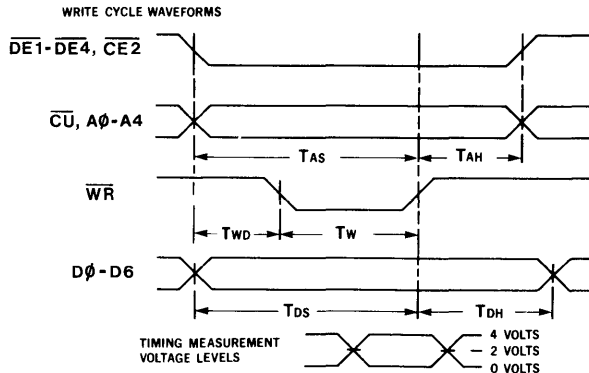 WRITE CYCLE WAVEFORMS
DE1-DE4, CE2
CU, AØ-A4
TAS
TAH
WR
TWD
TW
DØ-D6
TDS
TDH
TIMING MEASUREMENT
VOLTAGE LEVELS
4 VOLTS
2 VOLTS
0 VOLTS